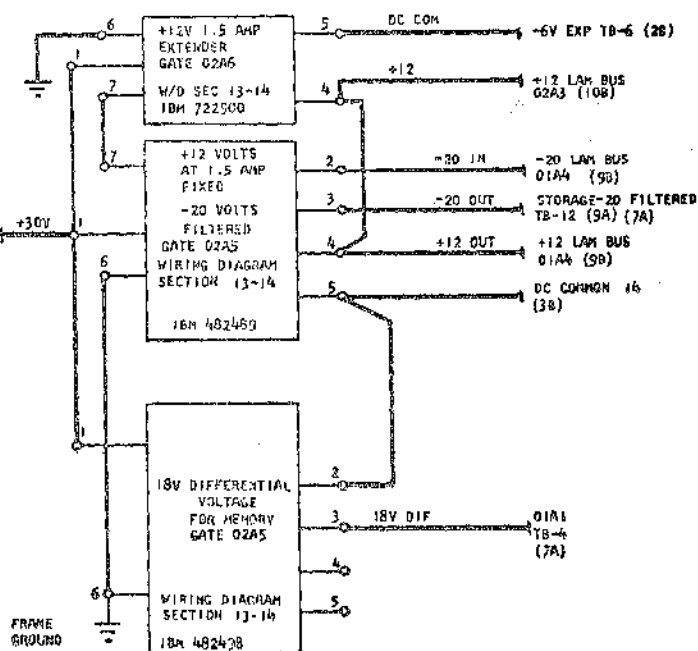 6
+12V 1.5 AMP
EXTENDER
GATE 02A6
W/D SEC 13-14
IBM 722900
1
7
5
DC COM
-6V EXP TB-6 (2B)
4
+12
+12 LAM BUS
02A3 (10B)
7
+12 VOLTS
AT 1.5 AMP
FIXED
-20 VOLTS
FILTERED
GATE 02A5
WIRING DIAGRAM
SECTION 13-14
IBM 482489
+30V
1
6
2
-20 IN
-20 LAM BUS
01A4 (9B)
3
-20 OUT
STORAGE-20 FILTERED
TB-12 (9A) (7A)
4
+12 OUT
+12 LAM BUS
01A4 (9B)
5
DC COMMON 14
(3B)
1
18V DIFFERENTIAL
VOLTAGE
FOR MEMORY
GATE 02A5
WIRING DIAGRAM
SECTION 13-14
IBM 482498
2
3
18V DIF
01A1
TB-4
(7A)
4
5
6
FRAME
GROUND